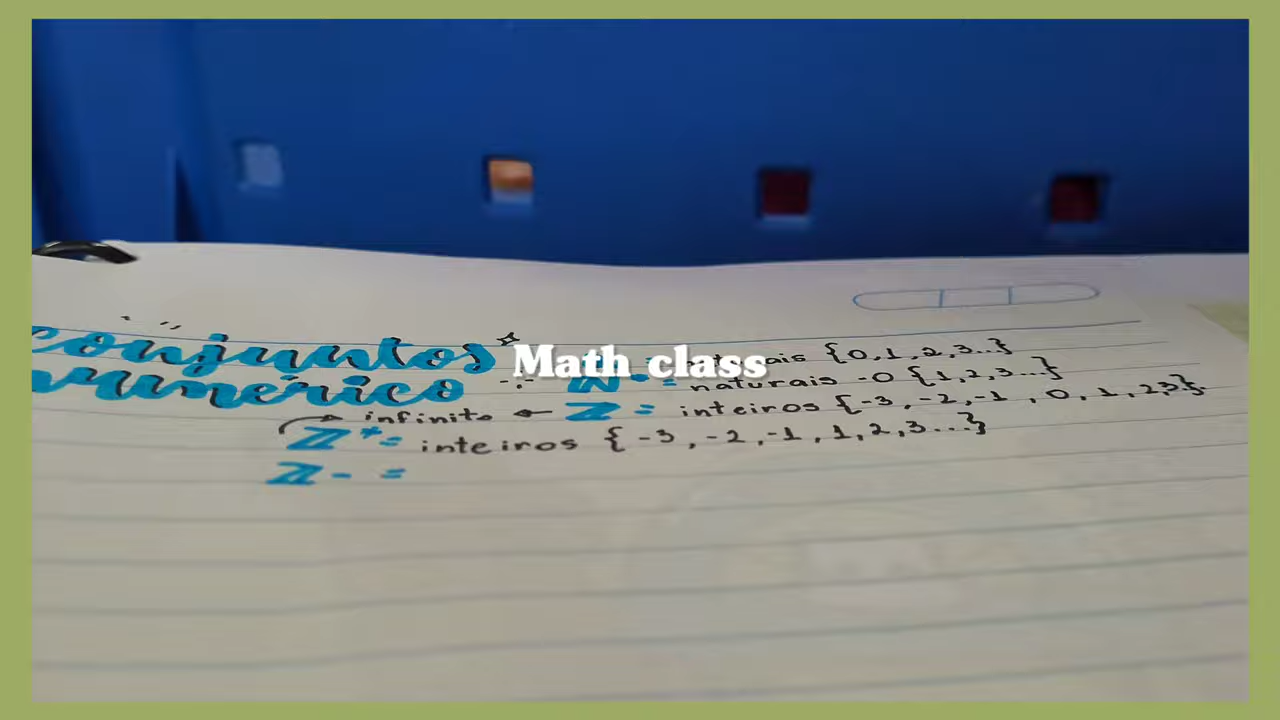 conjuntos
numérico
Math class
= naturais {0,1,2,3...}
N* = naturais -0 {1,2,3...}
infinito ← Z = inteiros {-3,-2,-1,0,1,2,3}.
Z* = inteiros {-3,-2,-1,1,2,3...}
Z- =